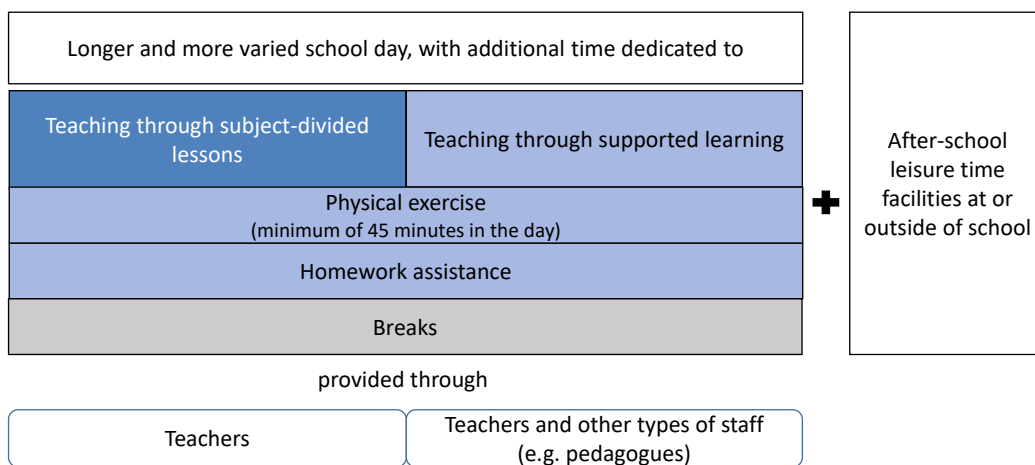 Longer and more varied school day, with additional time dedicated to
Teaching through subject-divided
lessons
Teaching through supported learning
Physical exercise
(minimum of 45 minutes in the day)
Homework assistance
Breaks
provided through
Teachers
Teachers and other types of staff
(e.g. pedagogues)
+
After-school
leisure time
facilities at or
outside of school